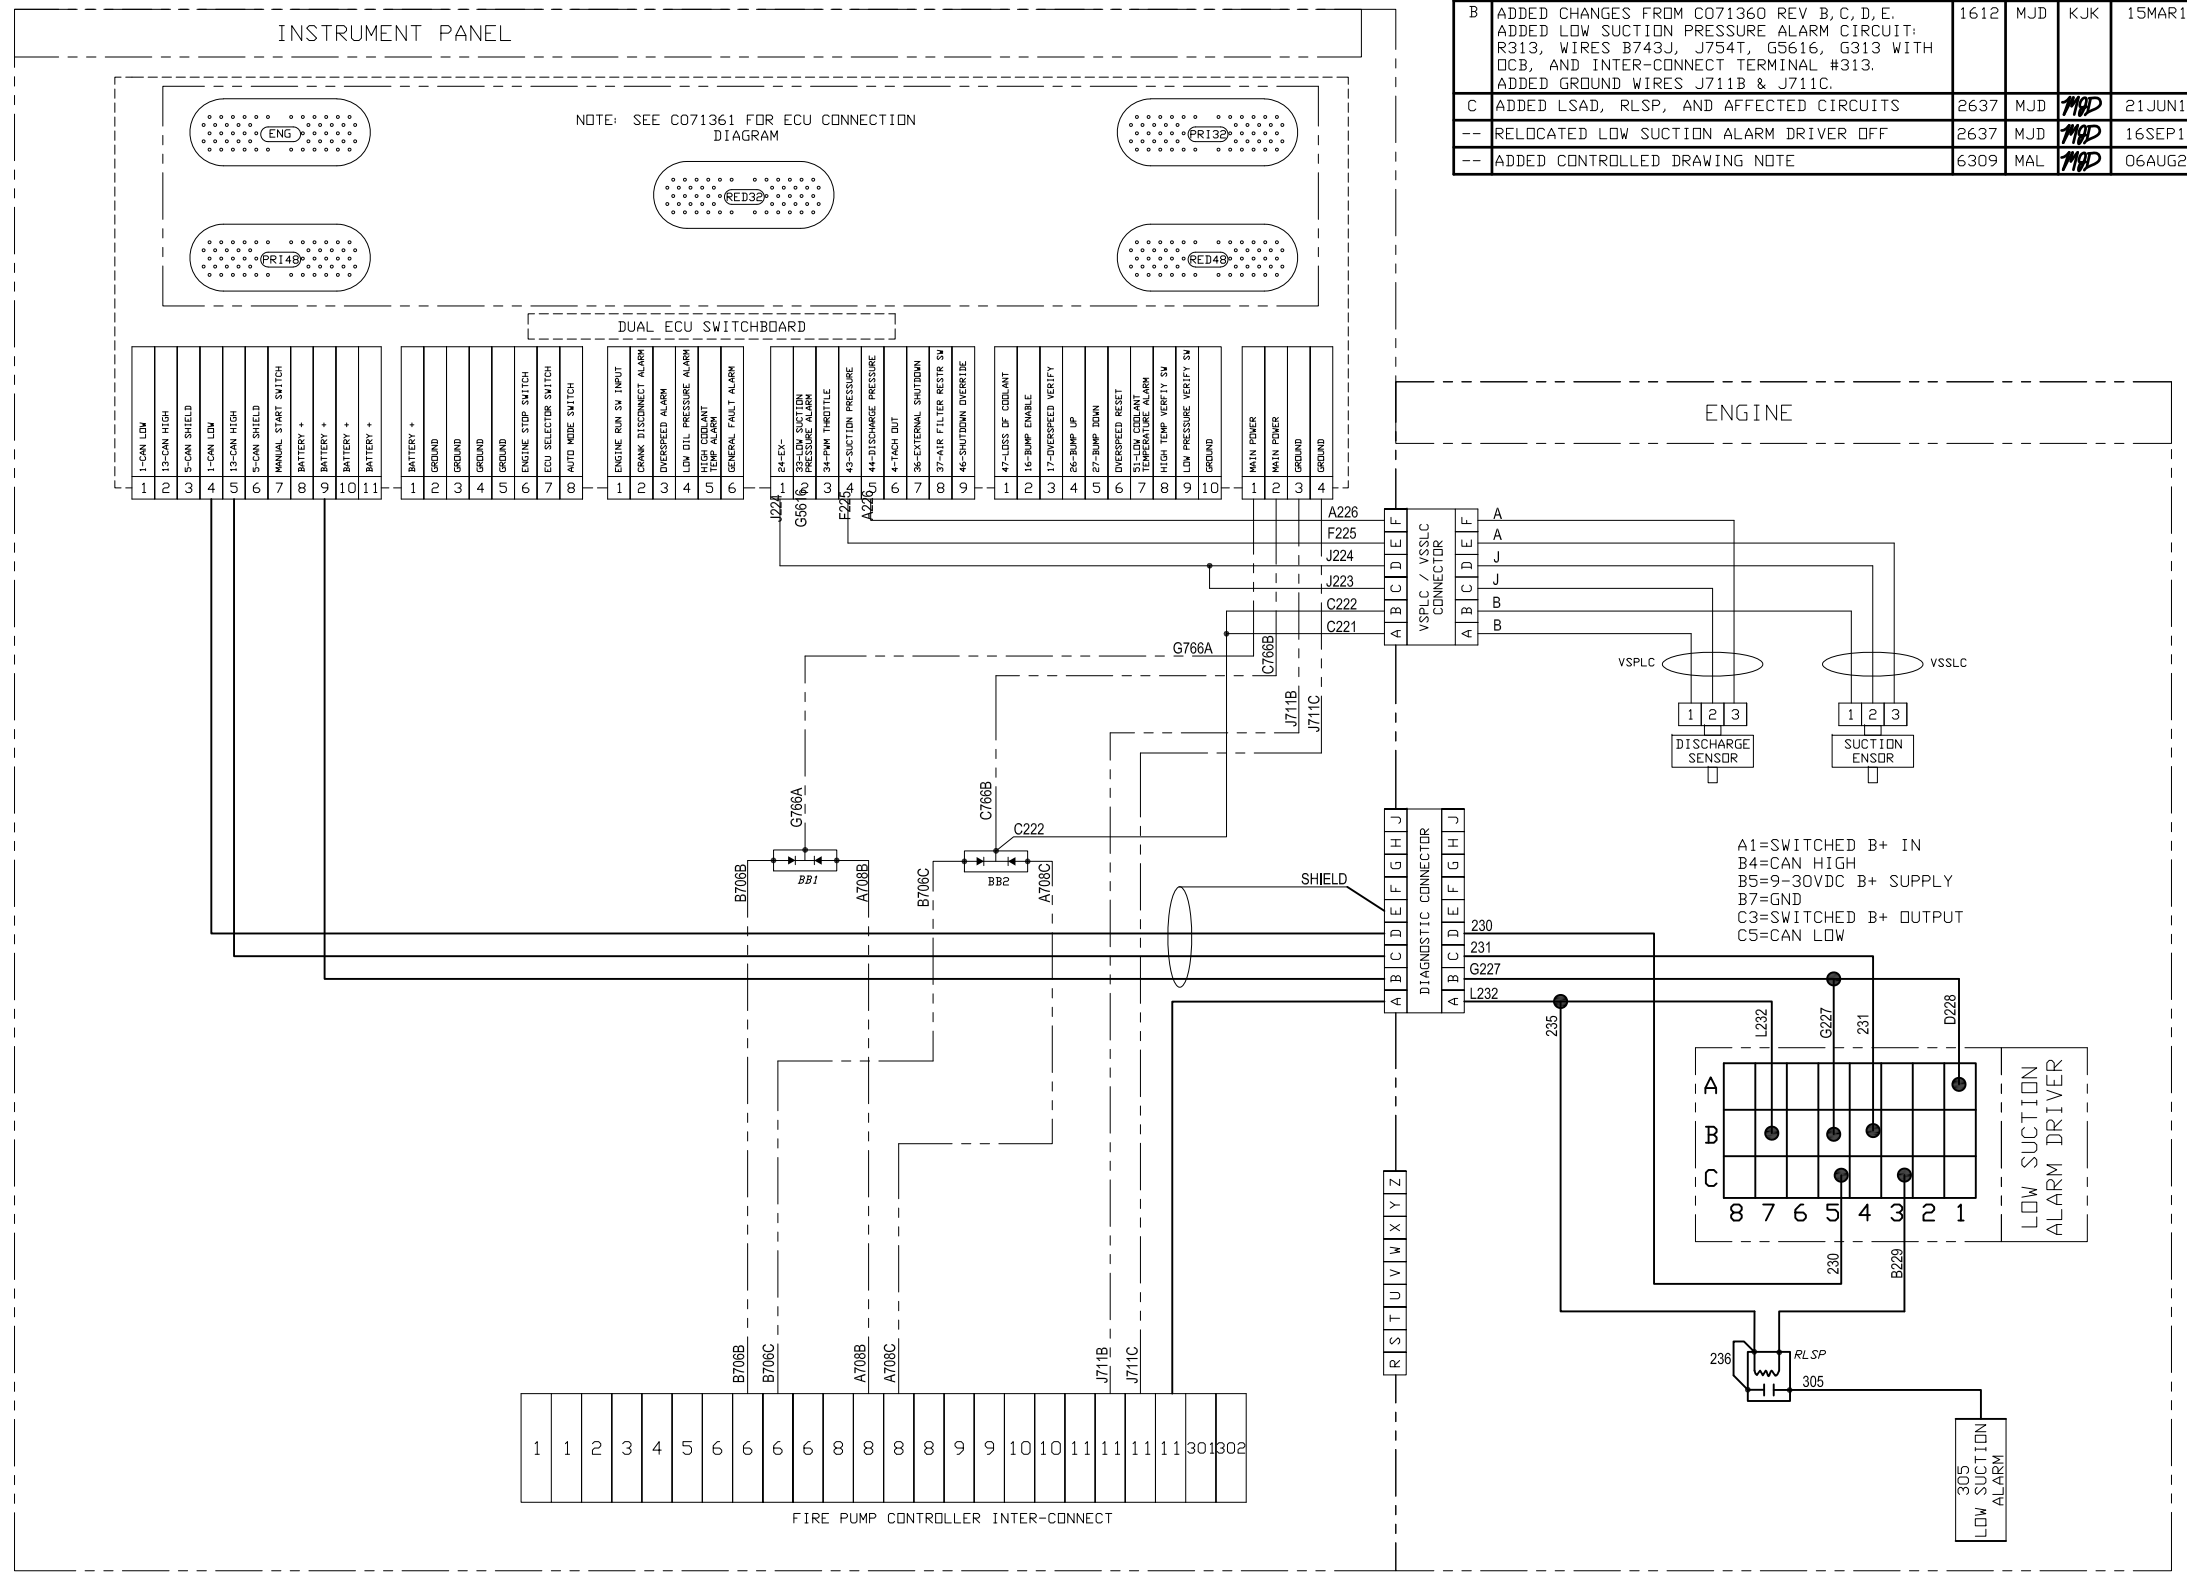 INSTRUMENT PANEL
B ADDED CHANGES FROM C071360 REV B, C, D, E. 1612 MJD KJK 15MAR1
ADDED LOW SUCTION PRESSURE ALARM CIRCUIT:
R313, WIRES B743J, J754T, G5616, G313 WITH
OCB, AND INTER-CONNECT TERMINAL #313.
ADDED GROUND WIRES J711B & J711C.
C ADDED LSAD, RLSP, AND AFFECTED CIRCUITS 2637 MJD MJD 21JUN1
-- RELOCATED LOW SUCTION ALARM DRIVER OFF 2637 MJD MJD 16SEP1
-- ADDED CONTROLLED DRAWING NOTE 6309 MAL MJD 06AUG2
NOTE: SEE C071361 FOR ECU CONNECTION
DIAGRAM
ENG
PRI32
RED32
PRI48
RED48
DUAL ECU SWITCHBOARD
1-CAN LOW
13-CAN HIGH
5-CAN SHIELD
1-CAN LOW
13-CAN HIGH
5-CAN SHIELD
MANUAL START SWITCH
BATTERY +
BATTERY +
BATTERY +
BATTERY +
1 2 3 4 5 6 7 8 9 10 11
BATTERY +
GROUND
GROUND
GROUND
GROUND
ENGINE STOP SWITCH
ECU SELECTOR SWITCH
AUTO MODE SWITCH
1 2 3 4 5 6 7 8
ENGINE RUN SW INPUT
CRANK DISCONNECT ALARM
OVERSPEED ALARM
LOW OIL PRESSURE ALARM
HIGH COOLANT
TEMP ALARM
GENERAL FAULT ALARM
1 2 3 4 5 6
24-EX-
33-LOW SUCTION
PRESSURE ALARM
34-PWM THROTTLE
43-SUCTION PRESSURE
44-DISCHARGE PRESSURE
4-TACH OUT
36-EXTERNAL SHUTDOWN
37-AIR FILTER RESTR SW
46-SHUTDOWN OVERRIDE
1 2 3 4 5 6 7 8 9
47-LOSS OF COOLANT
16-BUMP ENABLE
17-OVERSPEED VERIFY
26-BUMP UP
27-BUMP DOWN
OVERSPEED RESET
51-LOW COOLANT
TEMPERATURE ALARM
HIGH TEMP VERFIY SW
LOW PRESSURE VERIFY SW
GROUND
1 2 3 4 5 6 7 8 9 10
MAIN POWER
MAIN POWER
GROUND
GROUND
1 2 3 4
J224
G5616
F225
A226
ENGINE
A226 F F A
F225 E E A
J224 D D J
J223 C C J
C222 B B B
C221 A A B
VSPLC / VSSLC
CONNECTOR
G766A
C766B
J711B
J711C
VSPLC
VSSLC
1 2 3
1 2 3
DISCHARGE
SENSOR
SUCTION
ENSOR
G766A
C766B
C222
BB1
BB2
B706B
A708B
B706C
A708C
SHIELD
J H G F E D C B A
DIAGNOSTIC CONNECTOR
J H G F E D C B A
A1=SWITCHED B+ IN
B4=CAN HIGH
B5=9-30VDC B+ SUPPLY
B7=GND
C3=SWITCHED B+ OUTPUT
C5=CAN LOW
230
231
G227
L232
235
L232
G227
231
D228
A
B
C
8 7 6 5 4 3 2 1
LOW SUCTION
ALARM DRIVER
230
B229
Z Y X W V U T S R
236
RLSP
305
305
LOW SUCTION
ALARM
B706B
B706C
A708B
A708C
J711B
J711C
1 1 2 3 4 5 6 6 6 6 8 8 8 8 9 9 10 10 11 11 11 11 301 302
FIRE PUMP CONTROLLER INTER-CONNECT